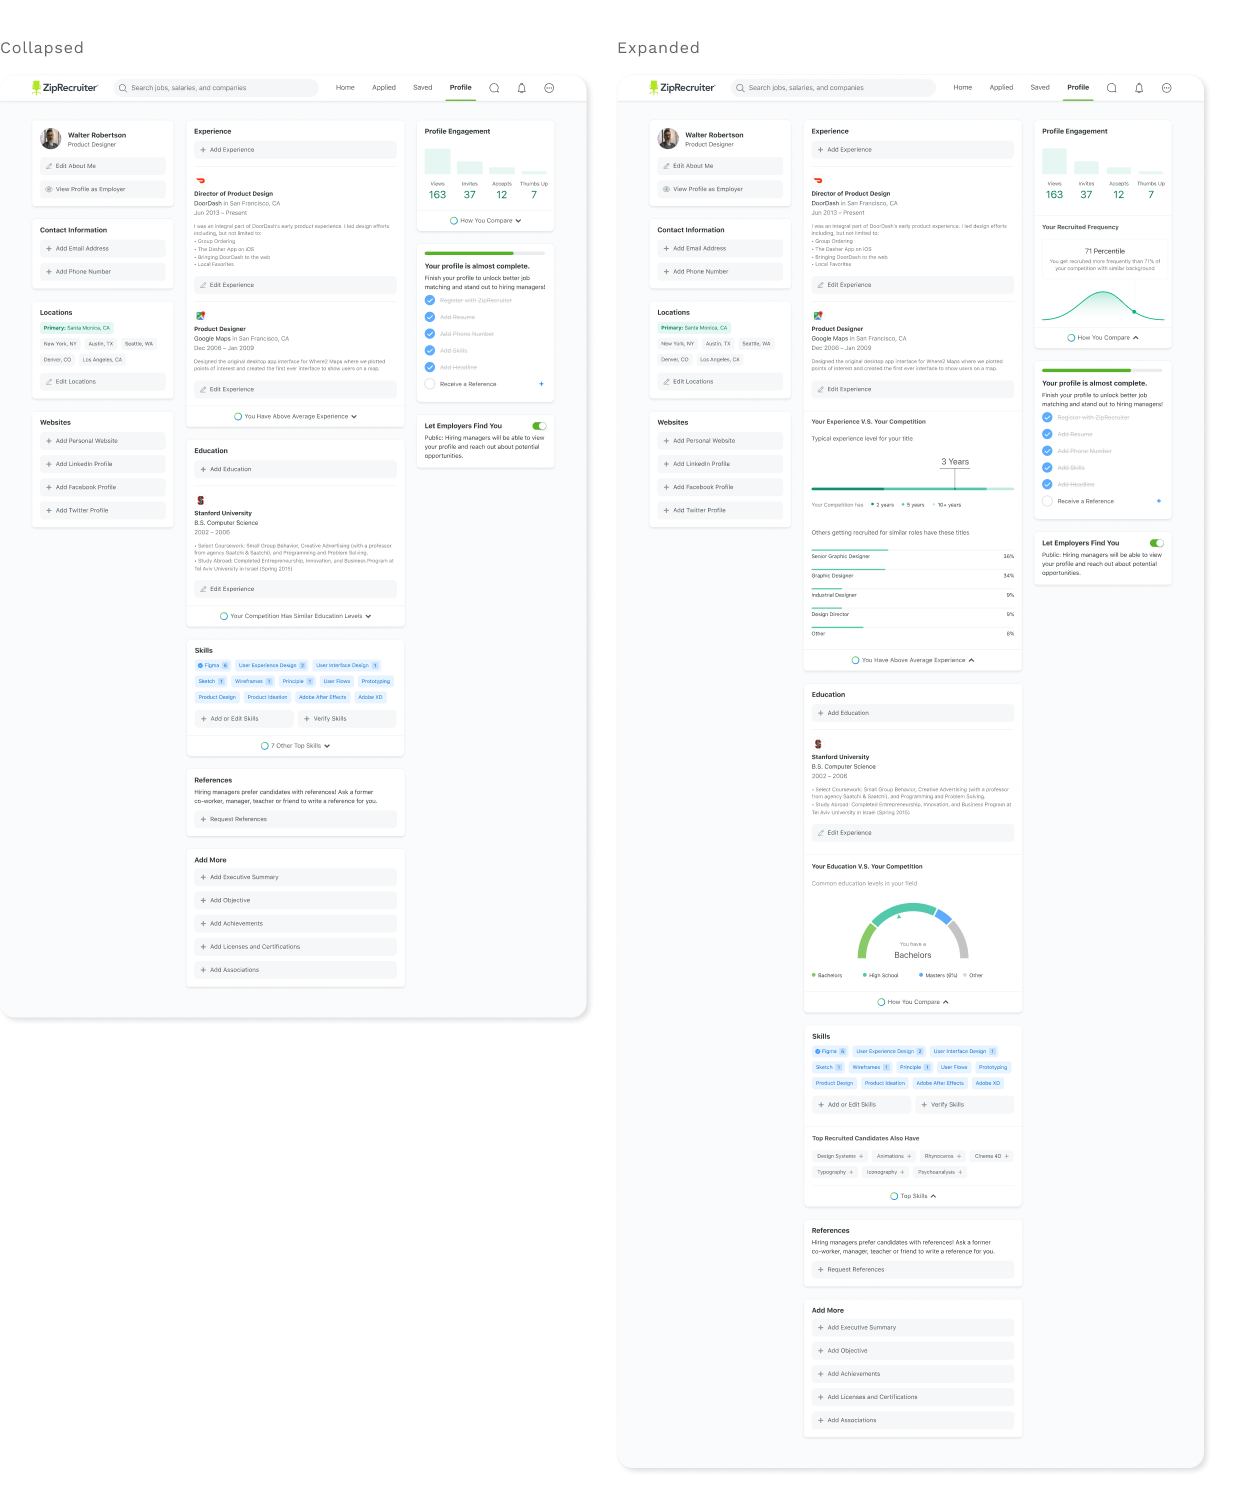 Collapsed
ZipRecruiter
Search jobs, salaries, and companies
Home
Applied
Saved
Profile
Walter Robertson
Product Designer
Edit About Me
View Profile as Employer
Contact Information
Add Email Address
Add Phone Number
Locations
Primary: Santa Monica, CA
New York, NY
Austin, TX
Seattle, WA
Denver, CO
Los Angeles, CA
Edit Locations
Websites
Add Personal Website
Add LinkedIn Profile
Add Facebook Profile
Add Twitter Profile
Experience
Add Experience
Director of Product Design
DoorDash in San Francisco, CA
Jun 2013 – Present
I was an integral part of DoorDash's early product experience. I led design efforts
including, but not limited to:
• Group Ordering
• The Dasher App on iOS
• Bringing DoorDash to the web
• Local Favorites
Edit Experience
Product Designer
Google Maps in San Francisco, CA
Dec 2006 – Jan 2009
Designed the original desktop app interface for Where2 Maps where we plotted
points of interest and created the first ever interface to show users on a map.
Edit Experience
You Have Above Average Experience
Education
Add Education
Stanford University
B.S. Computer Science
2002 – 2006
• Select Coursework: Small Group Behavior, Creative Advertising (with a professor
from agency Saatchi & Saatchi), and Programming and Problem Solving.
• Study Abroad: Completed Entrepreneurship, Innovation, and Business Program at
Tel Aviv University in Israel (Spring 2015)
Edit Experience
Your Competition Has Similar Education Levels
Skills
Figma 6
User Experience Design 2
User Interface Design 1
Sketch 1
Wireframes 1
Principle 1
User Flows
Prototyping
Product Design
Product Ideation
Adobe After Effects
Adobe XD
Add or Edit Skills
Verify Skills
7 Other Top Skills
References
Hiring managers prefer candidates with references! Ask a former
co-worker, manager, teacher or friend to write a reference for you.
Request References
Add More
Add Executive Summary
Add Objective
Add Achievements
Add Licenses and Certifications
Add Associations
Profile Engagement
Views
Invites
Accepts
Thumbs Up
163
37
12
7
How You Compare
Your profile is almost complete.
Finish your profile to unlock better job
matching and stand out to hiring managers!
Register with ZipRecruiter
Add Resume
Add Phone Number
Add Skills
Add Headline
Receive a Reference
+
Let Employers Find You
Public: Hiring managers will be able to view
your profile and reach out about potential
opportunities.
Expanded
ZipRecruiter
Search jobs, salaries, and companies
Home
Applied
Saved
Profile
Walter Robertson
Product Designer
Edit About Me
View Profile as Employer
Contact Information
Add Email Address
Add Phone Number
Locations
Primary: Santa Monica, CA
New York, NY
Austin, TX
Seattle, WA
Denver, CO
Los Angeles, CA
Edit Locations
Websites
Add Personal Website
Add LinkedIn Profile
Add Facebook Profile
Add Twitter Profile
Experience
Add Experience
Director of Product Design
DoorDash in San Francisco, CA
Jun 2013 – Present
I was an integral part of DoorDash's early product experience. I led design efforts
including, but not limited to:
• Group Ordering
• The Dasher App on iOS
• Bringing DoorDash to the web
• Local Favorites
Edit Experience
Product Designer
Google Maps in San Francisco, CA
Dec 2006 – Jan 2009
Designed the original desktop app interface for Where2 Maps where we plotted
points of interest and created the first ever interface to show users on a map.
Edit Experience
Your Experience V.S. Your Competition
Typical experience level for your title
3 Years
Your Competition has
2 years
5 years
10+ years
Others getting recruited for similar roles have these titles
Senior Graphic Designer 36%
Graphic Designer 34%
Industrial Designer 9%
Design Director 9%
Other 8%
You Have Above Average Experience
Education
Add Education
Stanford University
B.S. Computer Science
2002 – 2006
• Select Coursework: Small Group Behavior, Creative Advertising (with a professor
from agency Saatchi & Saatchi), and Programming and Problem Solving.
• Study Abroad: Completed Entrepreneurship, Innovation, and Business Program at
Tel Aviv University in Israel (Spring 2015)
Edit Experience
Your Education V.S. Your Competition
Common education levels in your field
You have a
Bachelors
Bachelors
High School
Masters (6%)
Other
How You Compare
Skills
Figma 6
User Experience Design 2
User Interface Design 1
Sketch 1
Wireframes 1
Principle 1
User Flows
Prototyping
Product Design
Product Ideation
Adobe After Effects
Adobe XD
Add or Edit Skills
Verify Skills
Top Recruited Candidates Also Have
Design Systems +
Animations +
Rhynoceros +
Cinema 4D +
Typography +
Iconography +
Psychoanalysis +
Top Skills
References
Hiring managers prefer candidates with references! Ask a former
co-worker, manager, teacher or friend to write a reference for you.
Request References
Add More
Add Executive Summary
Add Objective
Add Achievements
Add Licenses and Certifications
Add Associations
Profile Engagement
Views
Invites
Accepts
Thumbs Up
163
37
12
7
Your Recruited Frequency
71 Percentile
You get recruited more frequently than 71% of
your competition with similar background
How You Compare
Your profile is almost complete.
Finish your profile to unlock better job
matching and stand out to hiring managers!
Register with ZipRecruiter
Add Resume
Add Phone Number
Add Skills
Add Headline
Receive a Reference
+
Let Employers Find You
Public: Hiring managers will be able to view
your profile and reach out about potential
opportunities.